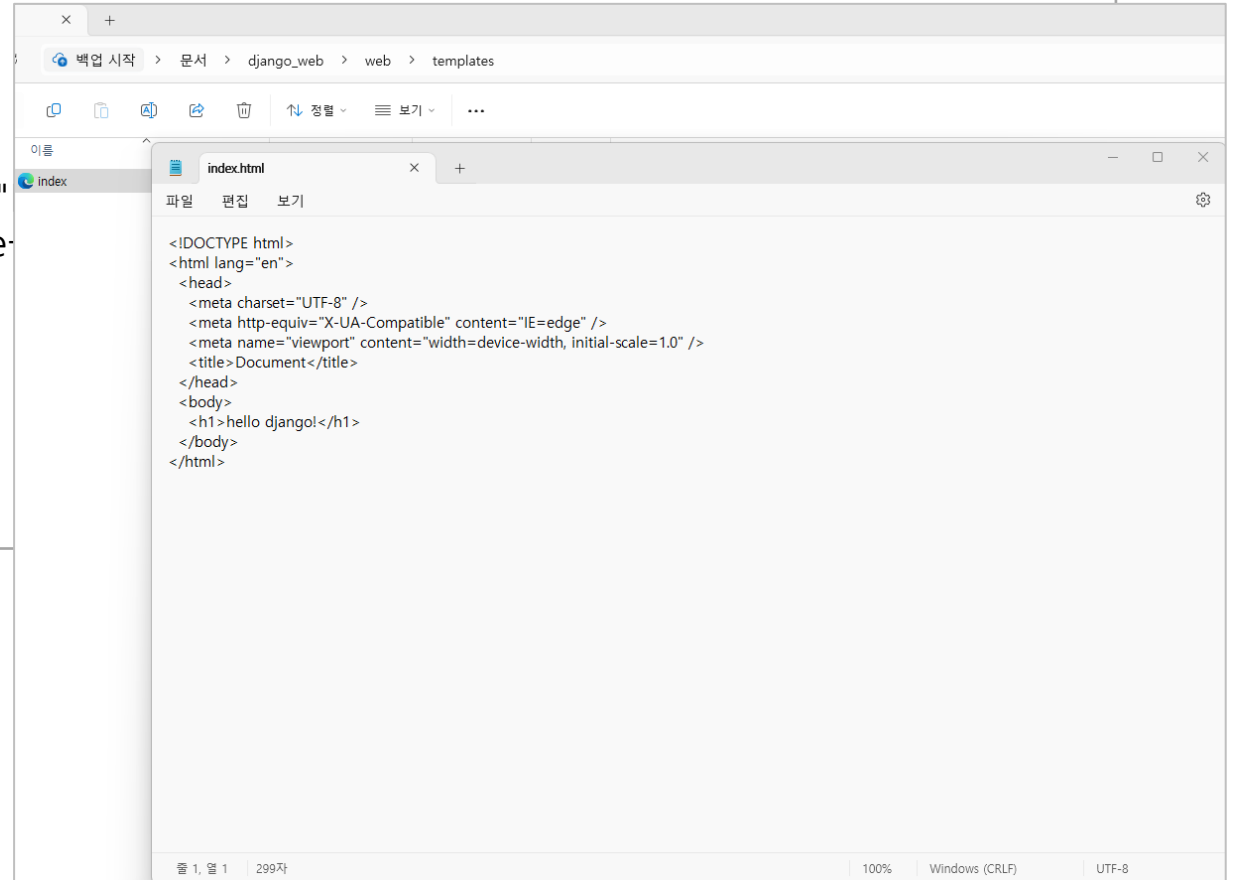 백업 시작 > 문서 > django_web > web > templates
정렬 보기 ...
이름
index
"
e-
index.html
파일 편집 보기
<!DOCTYPE html>
<html lang="en">
<head>
<meta charset="UTF-8" />
<meta http-equiv="X-UA-Compatible" content="IE=edge" />
<meta name="viewport" content="width=device-width, initial-scale=1.0" />
<title>Document</title>
</head>
<body>
<h1>hello django!</h1>
</body>
</html>
줄 1, 열 1 299자 100% Windows (CRLF) UTF-8